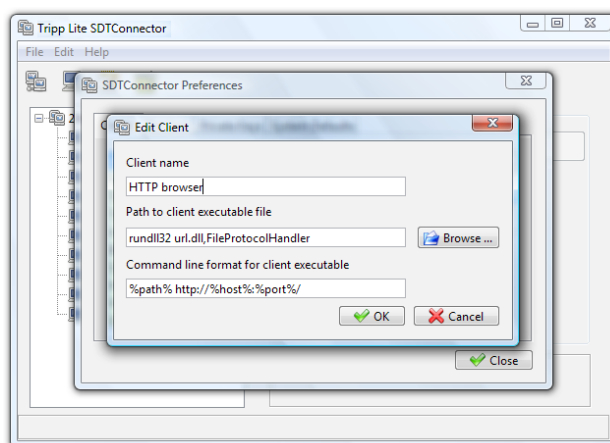 Tripp Lite SDTConnector
File Edit Help
SDTConnector Preferences
Edit Client
Client name
HTTP browser
Path to client executable file
rundll32 url.dll,FileProtocolHandler
Browse ...
Command line format for client executable
%path% http://%host%:%port%/
OK
Cancel
Close